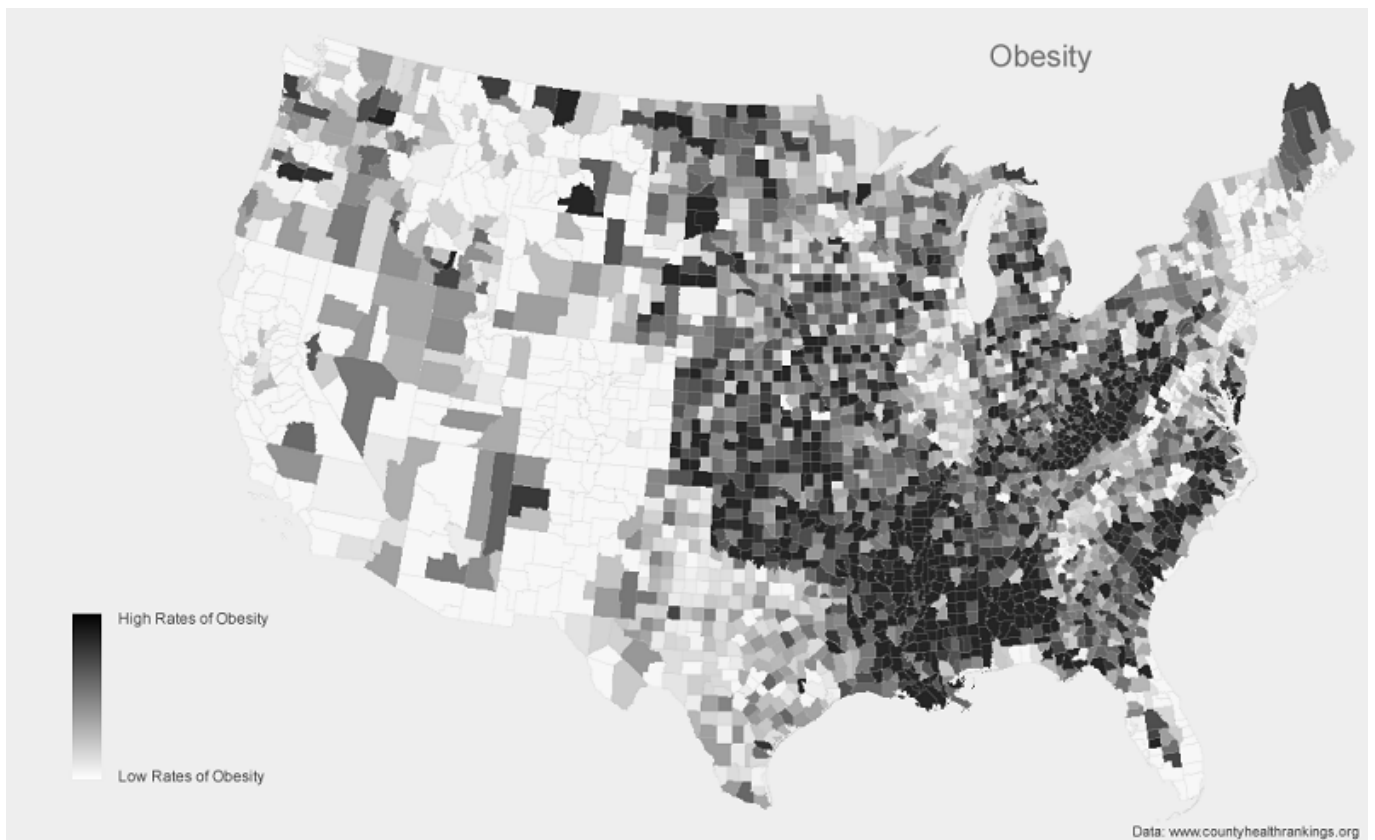 Obesity
High Rates of Obesity
Low Rates of Obesity
Data: www.countyhealthrankings.org